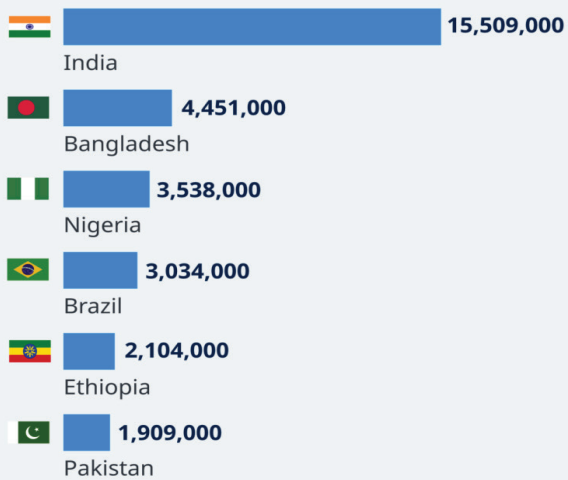 15,509,000
India
4,451,000
Bangladesh
3,538,000
Nigeria
3,034,000
Brazil
2,104,000
Ethiopia
1,909,000
Pakistan